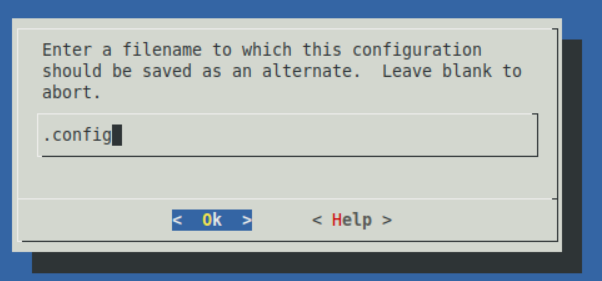 Enter a filename to which this configuration
should be saved as an alternate.  Leave blank to
abort.
.config
<  Ok  >      < Help >